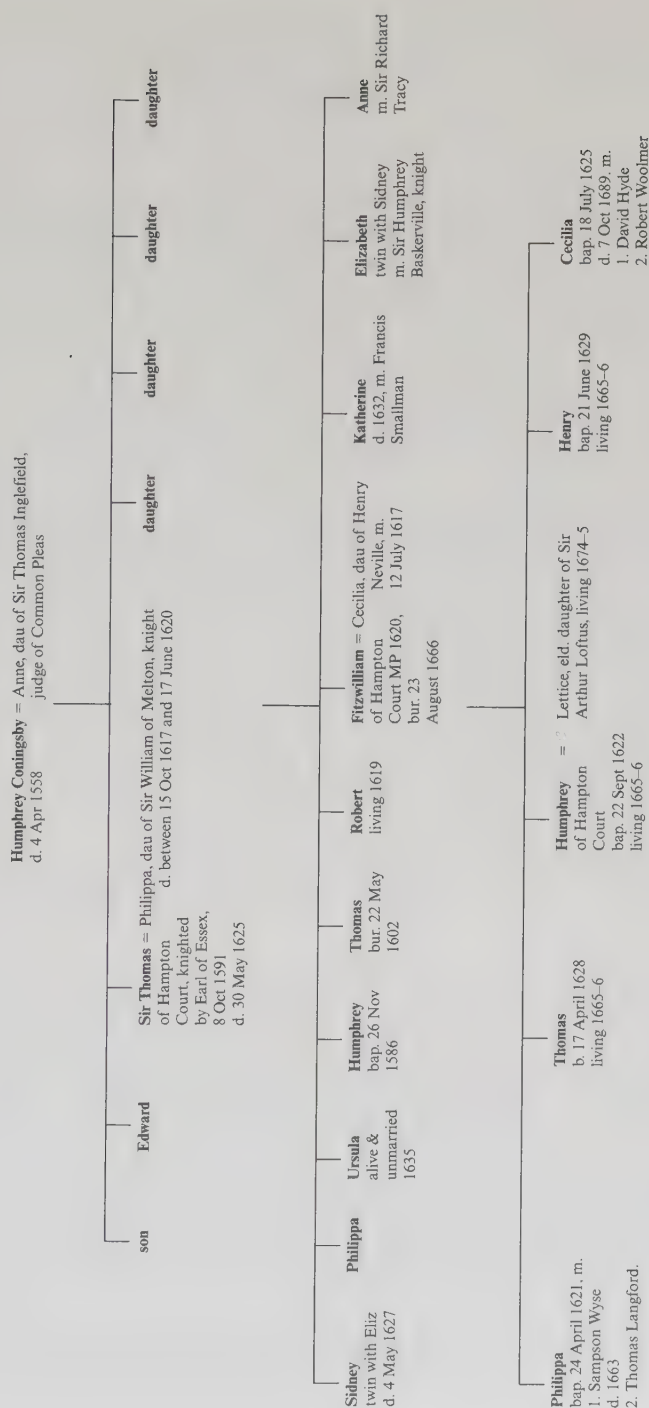 Humphrey Coningsby = Anne, dau of Sir Thomas Inglefield,
d. 4 Apr 1558 judge of Common Pleas
son
Edward
Sir Thomas = Philippa, dau of Sir William of Melton, knight
of Hampton d. between 15 Oct 1617 and 17 June 1620
Court, knighted
by Earl of Essex,
8 Oct 1591
d. 30 May 1625
daughter
daughter
daughter
daughter
Sidney
twin with Eliz
d. 4 May 1627
Philippa
Ursula
alive &
unmarried
1635
Humphrey
bap. 26 Nov
1586
Thomas
bur. 22 May
1602
Robert
living 1619
Fitzwilliam = Cecilia, dau of Henry
of Hampton Neville, m.
Court MP 1620, 12 July 1617
bur. 23
August 1666
Katherine
d. 1632, m. Francis
Smallman
Elizabeth
twin with Sidney
m. Sir Humphrey
Baskerville, knight
Anne
m. Sir Richard
Tracy
Philippa
bap. 24 April 1621, m.
1. Sampson Wyse
d. 1663
2. Thomas Langford.
Thomas
b. 17 April 1628
living 1665–6
Humphrey = Lettice, eld. daughter of Sir
of Hampton Arthur Loftus, living 1674–5
Court
bap. 22 Sept 1622
living 1665–6
Henry
bap. 21 June 1629
living 1665–6
Cecilia
bap. 18 July 1625
d. 7 Oct 1689. m.
1. David Hyde
2. Robert Woolmer